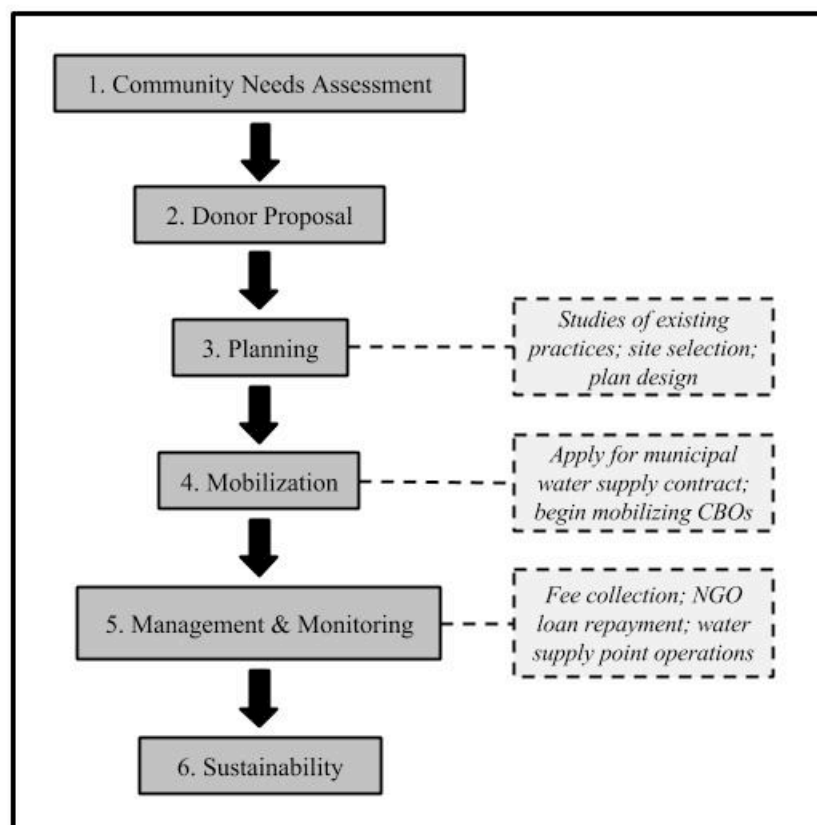 1. Community Needs Assessment
2. Donor Proposal
3. Planning
Studies of existing
practices; site selection;
plan design
4. Mobilization
Apply for municipal
water supply contract;
begin mobilizing CBOs
5. Management & Monitoring
Fee collection; NGO
loan repayment; water
supply point operations
6. Sustainability